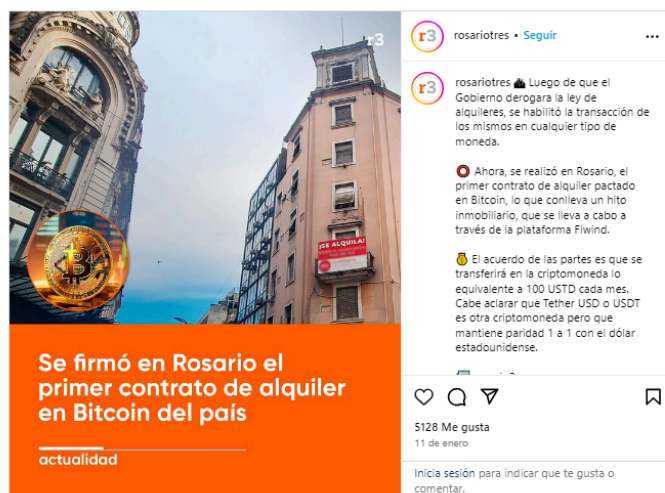 r3
¡SE ALQUILA!
Se firmó en Rosario el
primer contrato de alquiler
en Bitcoin del país
actualidad
r3 rosariotres • Seguir
r3 rosariotres Luego de que el
Gobierno derogara la ley de
alquileres, se habilitó la transacción
de los mismos en cualquier tipo de
moneda.
Ahora, se realizó en Rosario, el
primer contrato de alquiler pactado
en Bitcoin, lo que conlleva un hito
inmobiliario, que se lleva a cabo a
través de la plataforma Fiwind.
El acuerdo de las partes es que se
transferirá en la criptomoneda lo
equivalente a 100 USTD cada mes.
Cabe aclarar que Tether USD o USDT
es otra criptomoneda pero que
mantiene paridad 1 a 1 con el dólar
estadounidense.
5128 Me gusta
11 de enero
Inicia sesión para indicar que te gusta o
comentar.